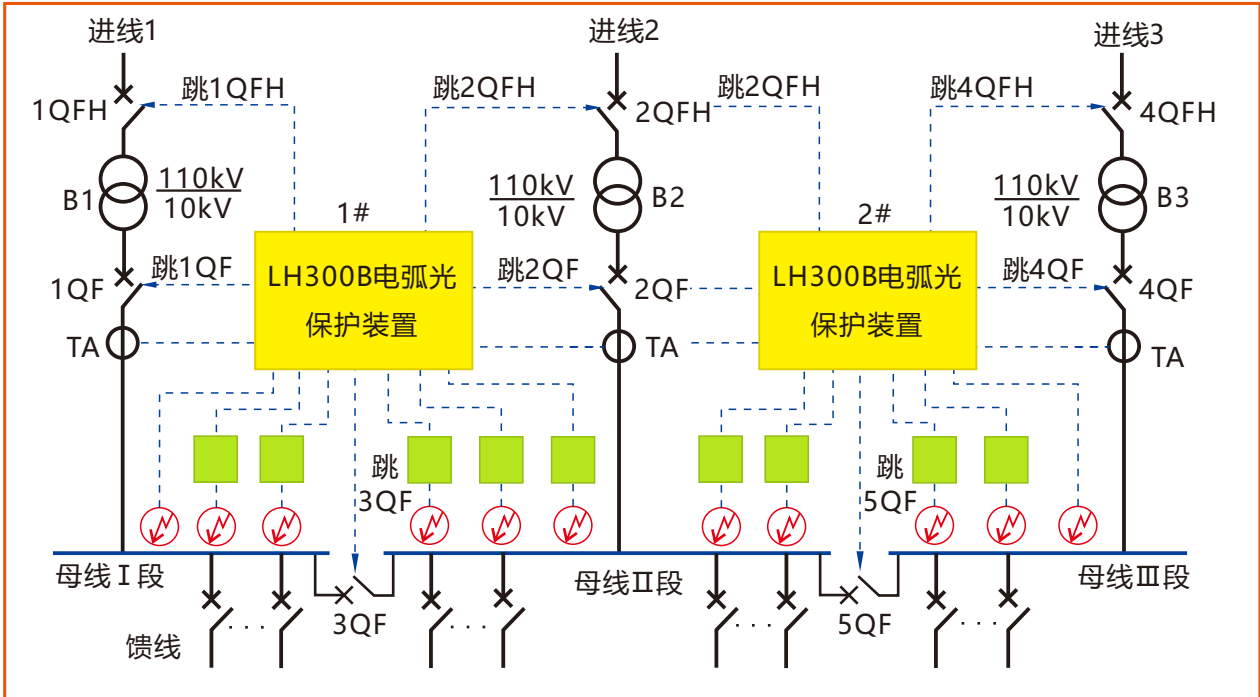 进线1
进线2
进线3
跳1QFH
跳2QFH
跳2QFH
跳4QFH
1QFH
2QFH
4QFH
B1
110kV
10kV
110kV
10kV
B2
110kV
10kV
B3
1#
2#
LH300B电弧光
保护装置
LH300B电弧光
保护装置
跳1QF
跳2QF
跳4QF
1QF
2QF
4QF
TA
TA
TA
跳
3QF
跳
5QF
母线Ⅰ段
母线Ⅱ段
母线Ⅲ段
3QF
5QF
馈线